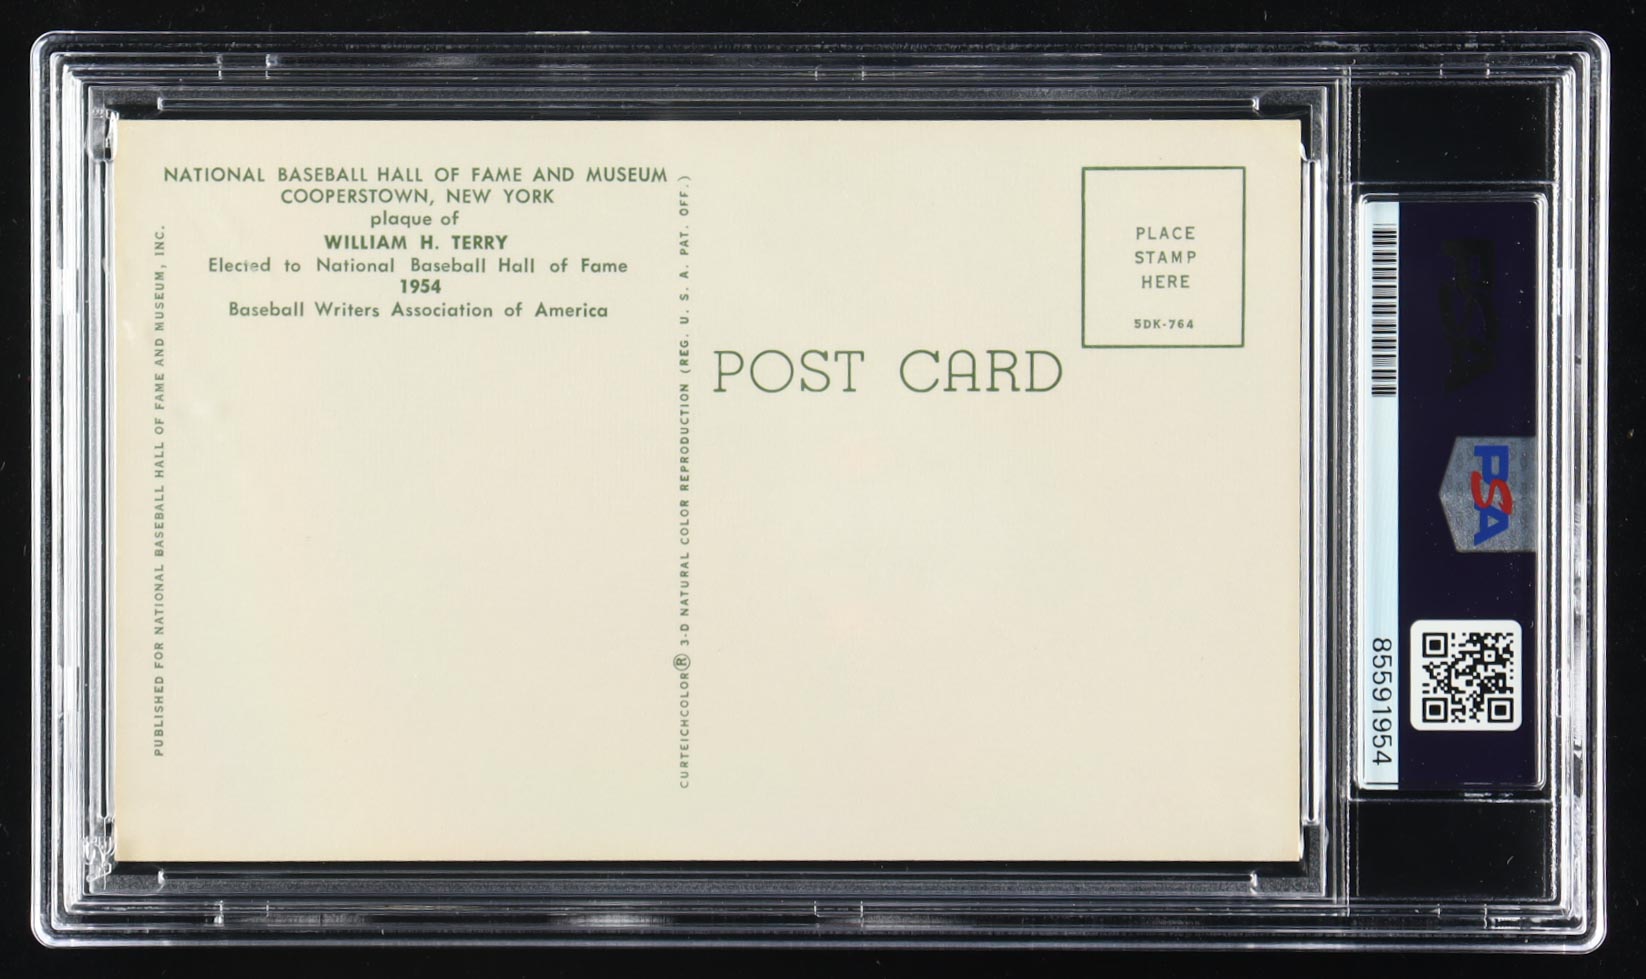 NATIONAL BASEBALL HALL OF FAME AND MUSEUM
COOPERSTOWN, NEW YORK
plaque of
WILLIAM H. TERRY
Elected to National Baseball Hall of Fame
1954
Baseball Writers Association of America
PUBLISHED FOR NATIONAL BASEBALL HALL OF FAME AND MUSEUM, INC.
CURTEICHCOLOR® 3-D NATURAL COLOR REPRODUCTION (REG. U. S. A. PAT. OFF.)
POST CARD
PLACE
STAMP
HERE
5DK-764
PSA
PSA
85591954